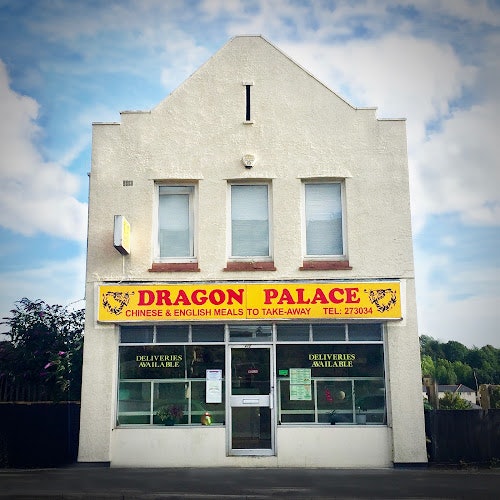 DRAGON PALACE
CHINESE & ENGLISH MEALS TO TAKE-AWAY TEL: 273034
DELIVERIES AVAILABLE
DELIVERIES AVAILABLE